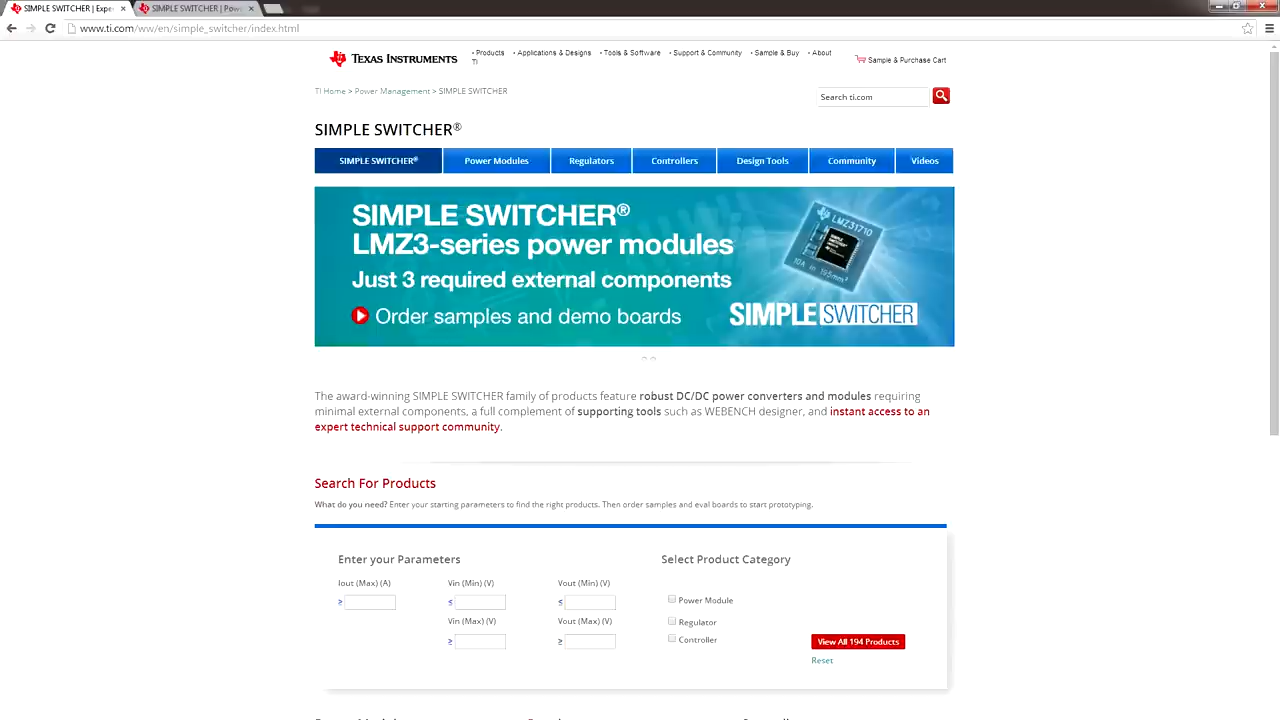 SIMPLE SWITCHER | Expe
SIMPLE SWITCHER | Pow
www.ti.com/ww/en/simple_switcher/index.html
TEXAS INSTRUMENTS
• Products • Applications & Designs • Tools & Software • Support & Community • Sample & Buy • About
TI
Sample & Purchase Cart
TI Home > Power Management > SIMPLE SWITCHER
Search ti.com
SIMPLE SWITCHER®
SIMPLE SWITCHER® Power Modules Regulators Controllers Design Tools Community Videos
SIMPLE SWITCHER®
LMZ3-series power modules
Just 3 required external components
Order samples and demo boards
LMZ31710
SIMPLE SWITCHER
10A in 195mm²
SIMPLE SWITCHER
The award-winning SIMPLE SWITCHER family of products feature robust DC/DC power converters and modules requiring
minimal external components, a full complement of supporting tools such as WEBENCH designer, and instant access to an
expert technical support community.
Search For Products
What do you need? Enter your starting parameters to find the right products. Then order samples and eval boards to start prototyping.
Enter your Parameters
Select Product Category
Iout (Max) (A) Vin (Min) (V) Vout (Min) (V)
≥ ≤ ≤
Power Module
Vin (Max) (V) Vout (Max) (V)
Regulator
≥ ≥
Controller
View All 194 Products
Reset